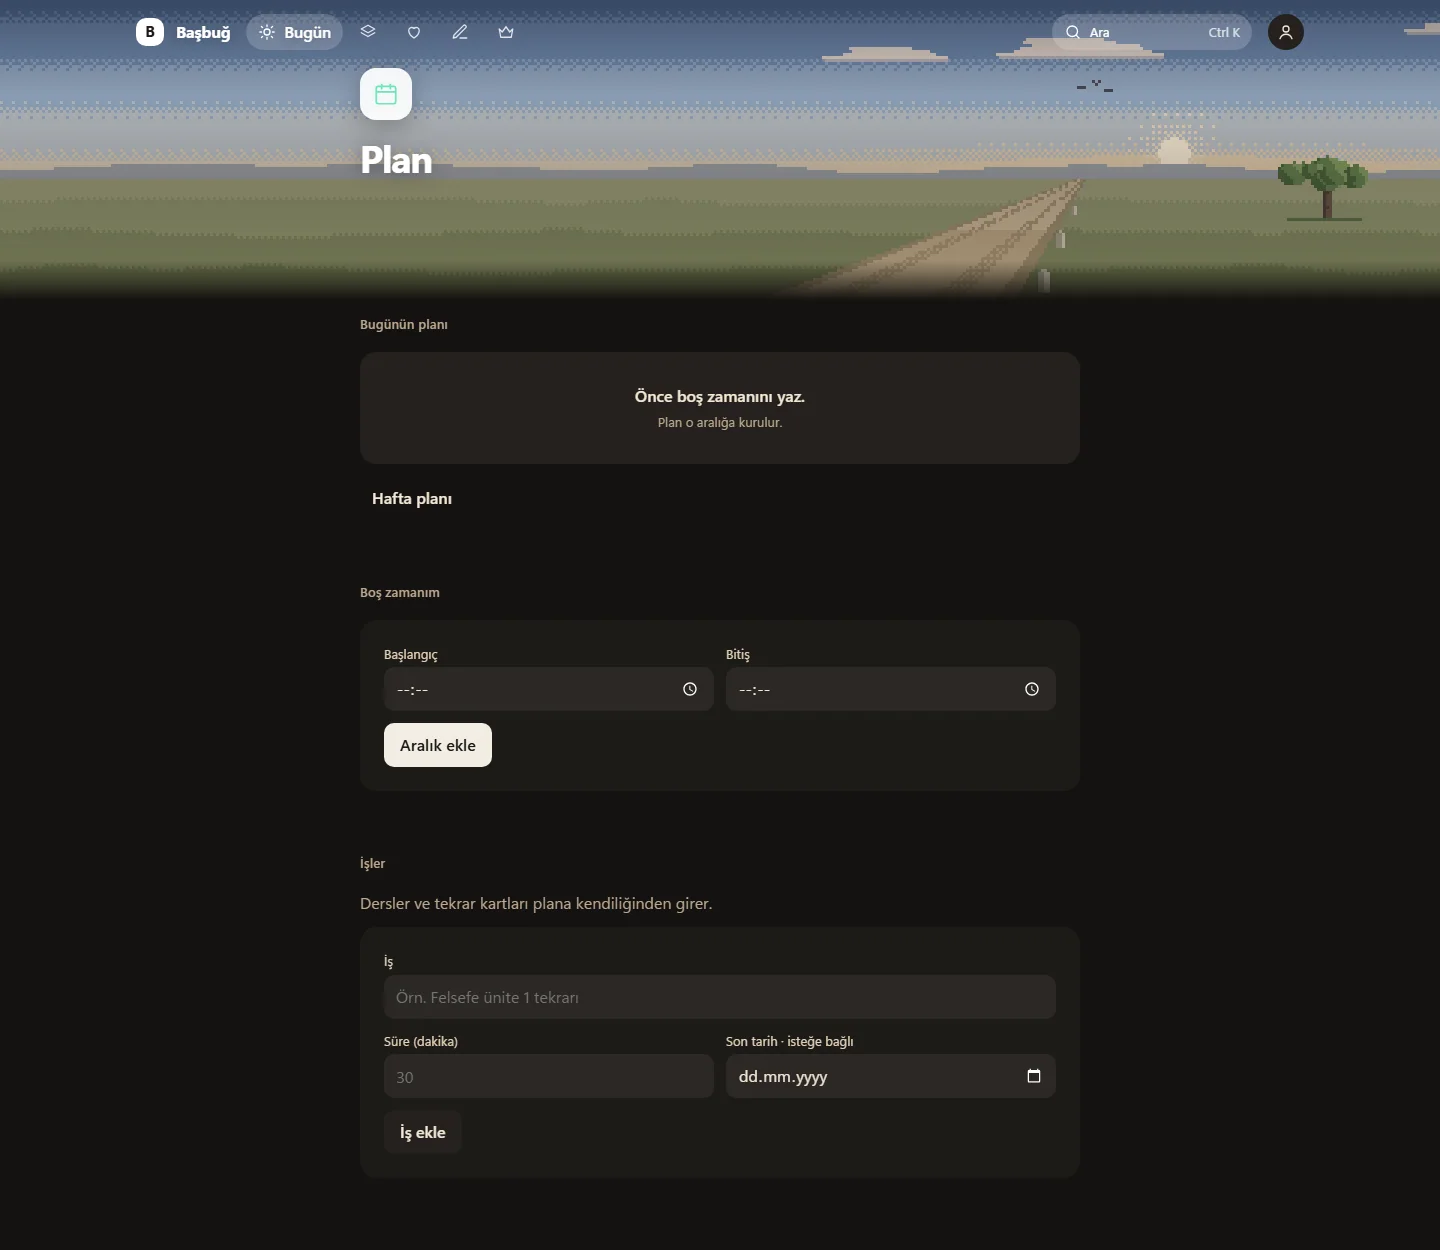 B Başbuğ Bugün Ara Ctrl K
Plan
Bugünün planı
Önce boş zamanını yaz.
Plan o aralığa kurulur.
Hafta planı
Boş zamanım
Başlangıç Bitiş
--:-- --:--
Aralık ekle
İşler
Dersler ve tekrar kartları plana kendiliğinden girer.
İş
Örn. Felsefe ünite 1 tekrarı
Süre (dakika) Son tarih · isteğe bağlı
30 dd.mm.yyyy
İş ekle